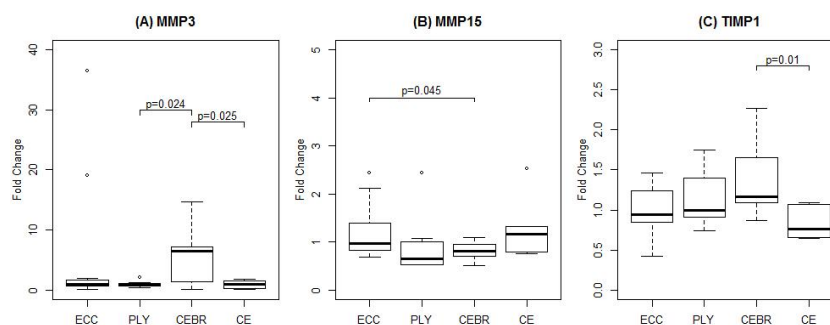 (A) MMP3
Fold Change
40
30
20
10
0
p=0.024
p=0.025
ECC PLY CEBR CE
(B) MMP15
Fold Change
5
4
3
2
1
0
p=0.045
ECC PLY CEBR CE
(C) TIMP1
Fold Change
3.0
2.5
2.0
1.5
1.0
0.5
0.0
p=0.01
ECC PLY CEBR CE